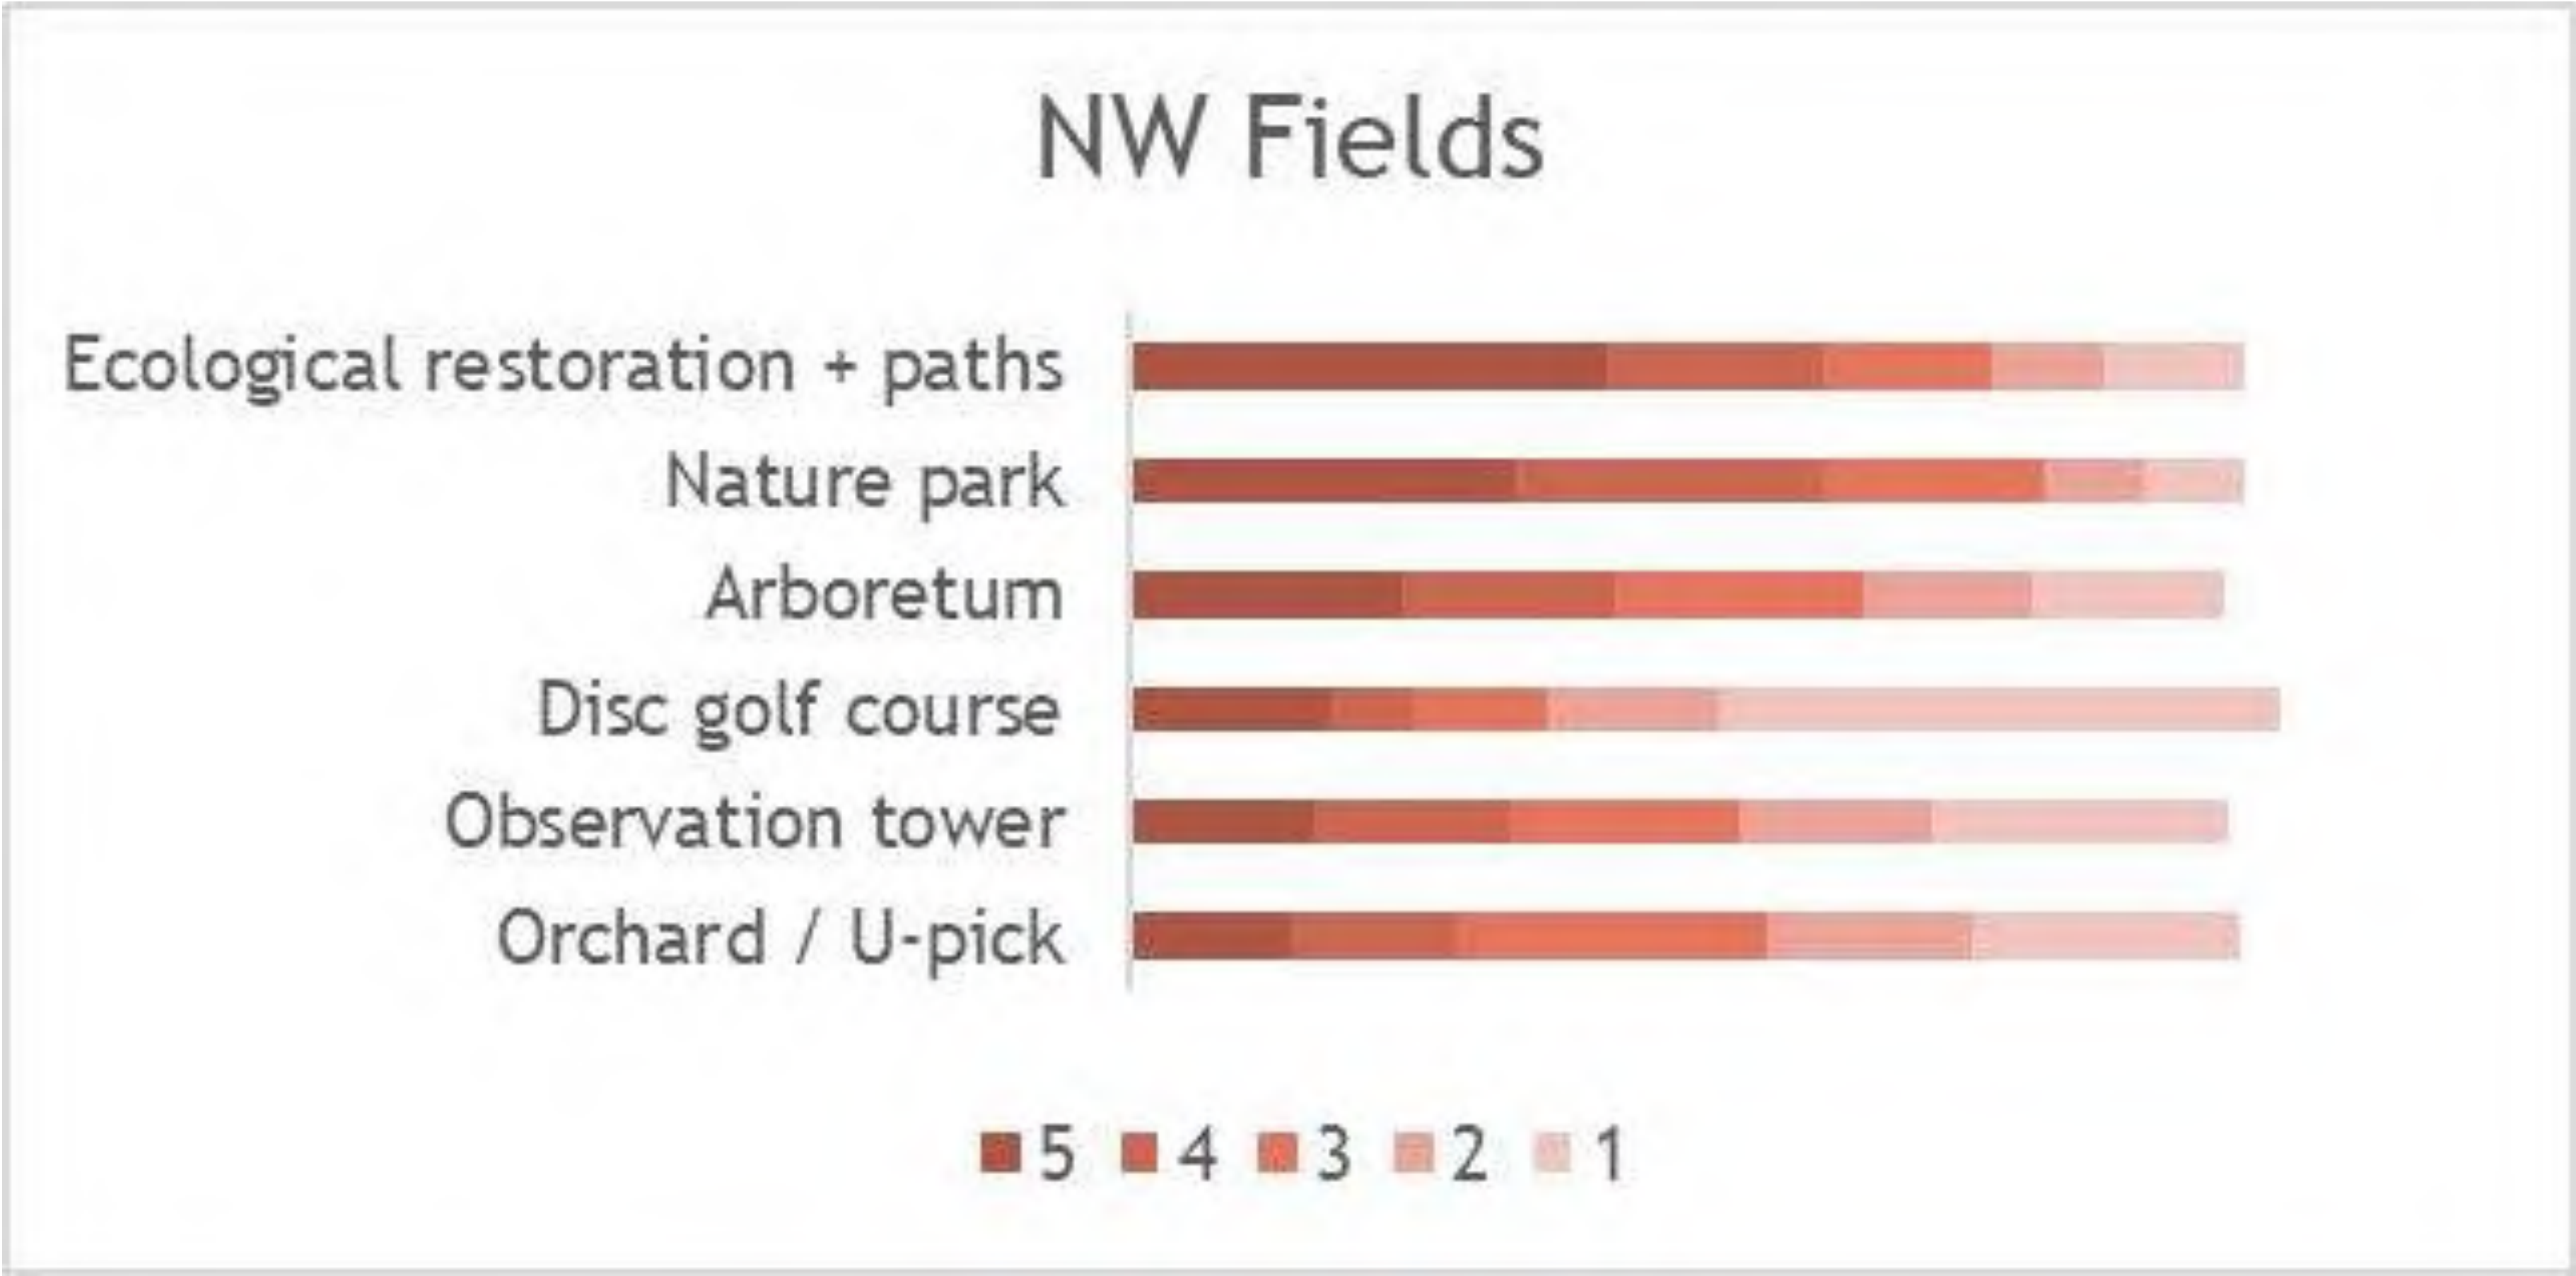 NW Fields
Ecological restoration + paths
Nature park
Arboretum
Disc golf course
Observation tower
Orchard / U-pick
5 4 3 2 1